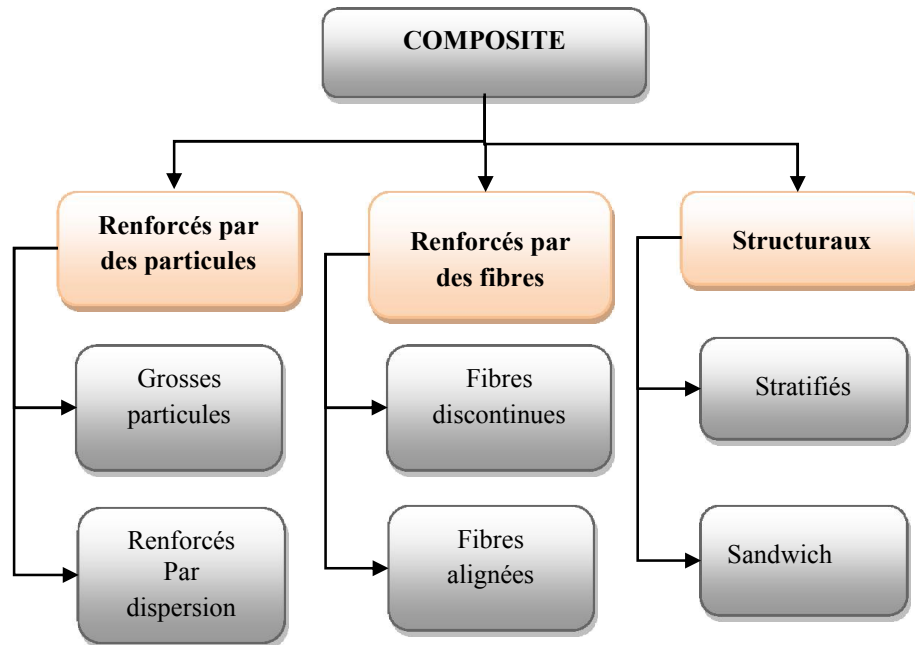 COMPOSITE
Renforcés par
des particules
Renforcés par
des fibres
Structuraux
Grosses
particules
Fibres
discontinues
Stratifiés
Renforcés
Par
dispersion
Fibres
alignées
Sandwich